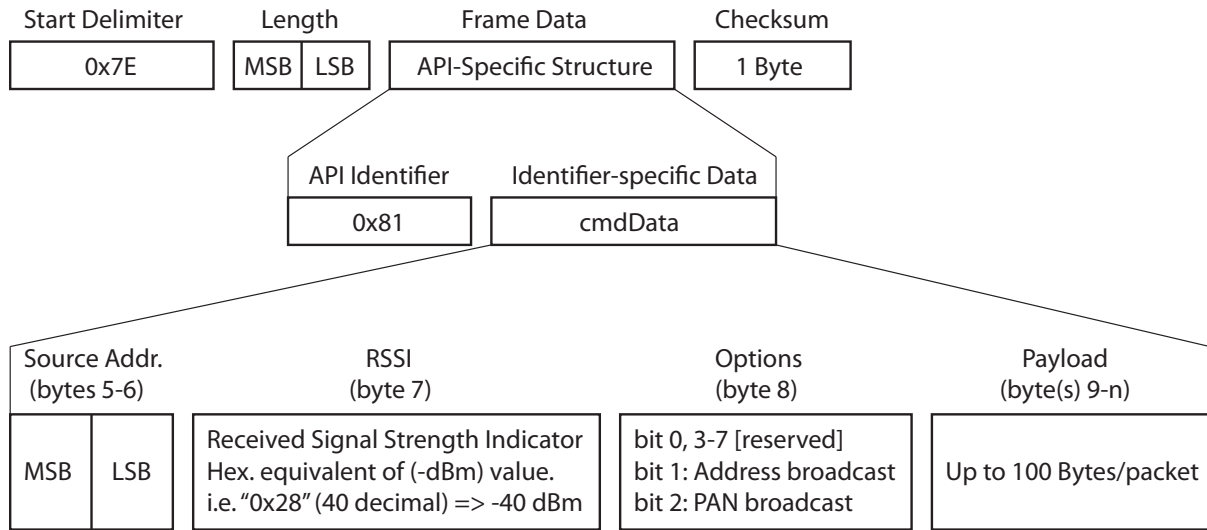 Start Delimiter Length Frame Data Checksum
0x7E MSB LSB API-Specific Structure 1 Byte
API Identifier Identifier-specific Data
0x81 cmdData
Source Addr. RSSI Options Payload
(bytes 5-6) (byte 7) (byte 8) (byte(s) 9-n)
MSB LSB
Received Signal Strength Indicator
Hex. equivalent of (-dBm) value.
i.e. “0x28” (40 decimal) => -40 dBm
bit 0, 3-7 [reserved]
bit 1: Address broadcast
bit 2: PAN broadcast
Up to 100 Bytes/packet